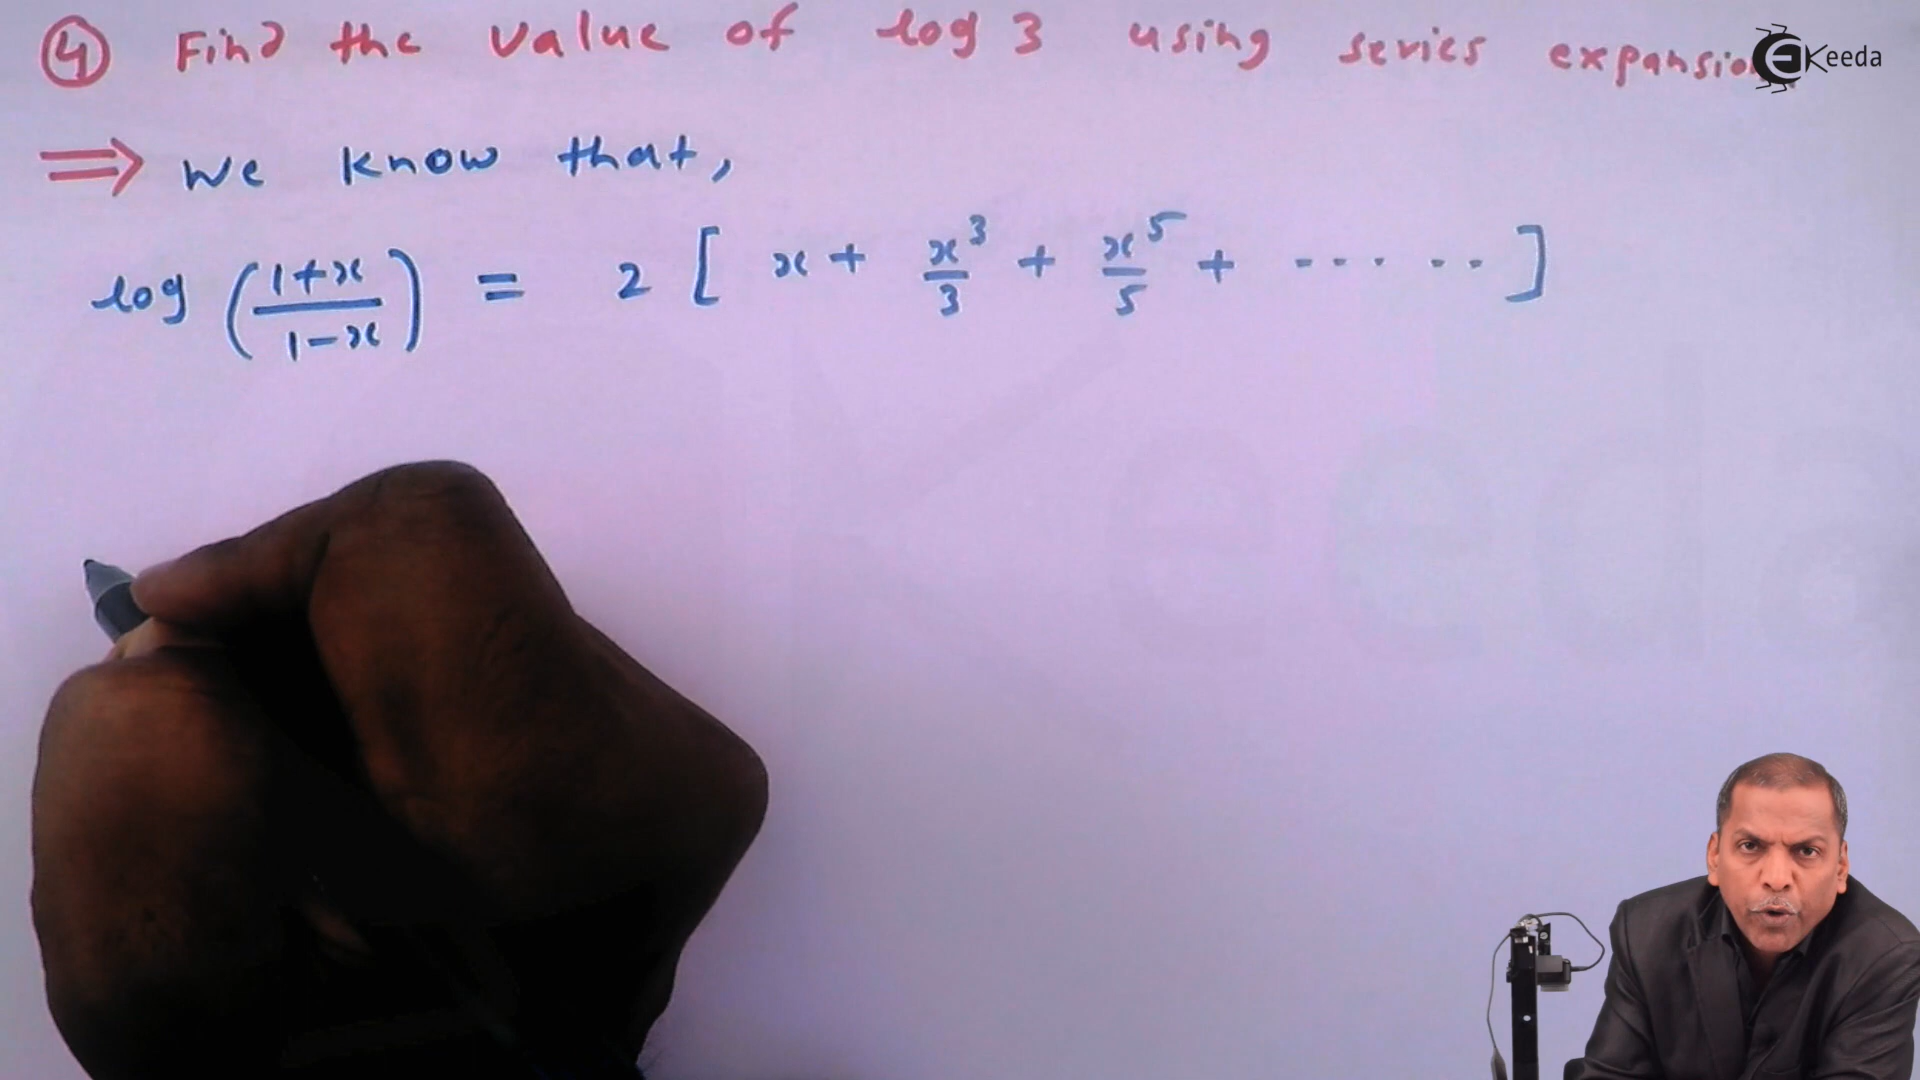 ④ Find the value of log 3 using series expansion.
Ekeeda
⇒ We know that,
log (1+x / 1-x) = 2 [ x + x³/3 + x⁵/5 + ...... ]
eeda